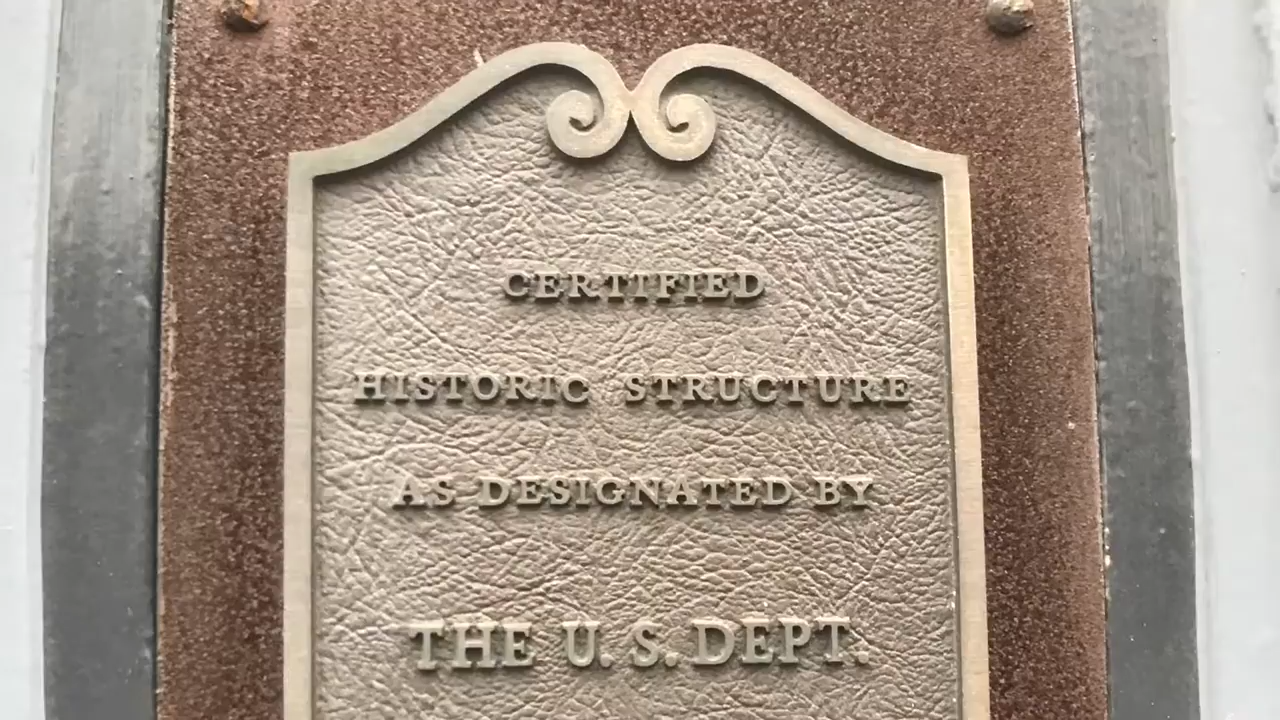 CERTIFIED
HISTORIC STRUCTURE
AS DESIGNATED BY
THE U. S. DEPT.